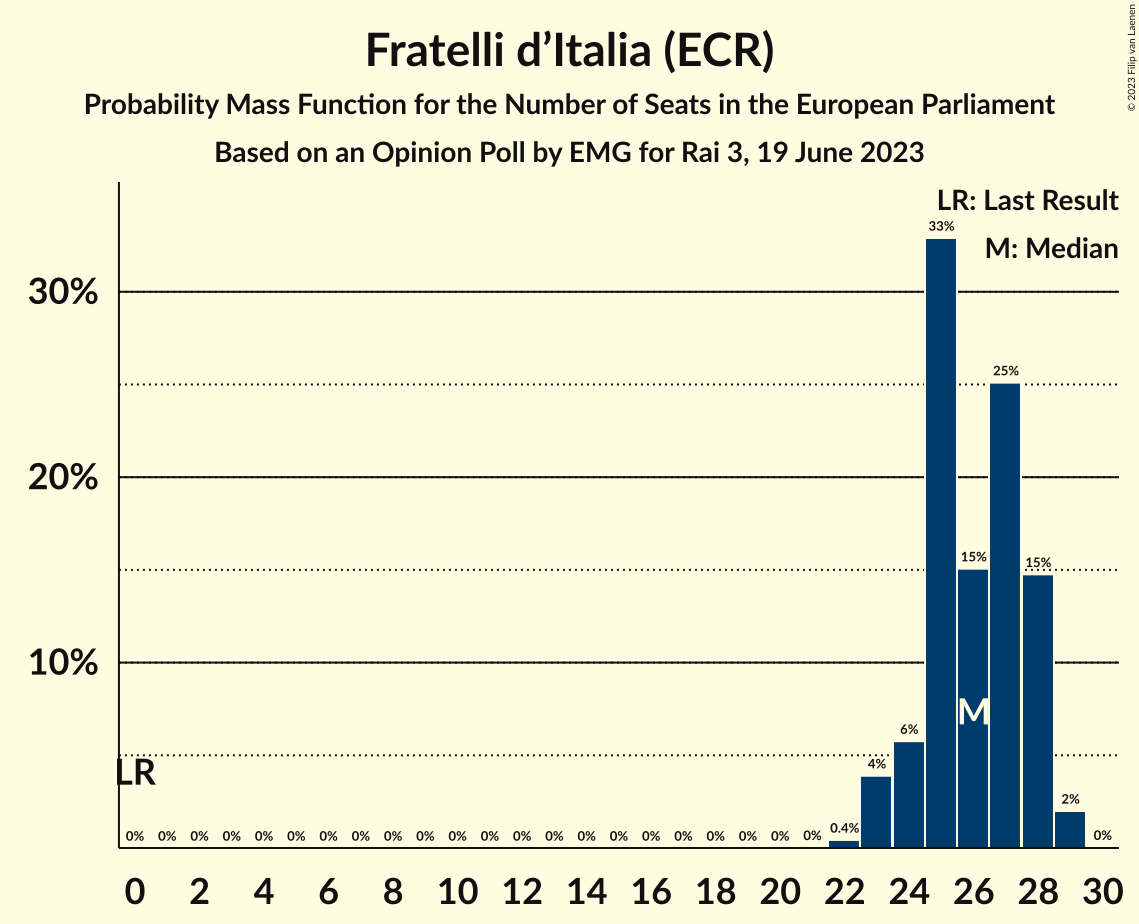 Fratelli d’Italia (ECR)
Probability Mass Function for the Number of Seats in the European Parliament
Based on an Opinion Poll by EMG for Rai 3, 19 June 2023
© 2023 Filip van Laenen
LR: Last Result
M: Median
30%
20%
10%
33%
25%
15%
15%
6%
4%
2%
0.4%
M
LR
0% 0% 0% 0% 0% 0% 0% 0% 0% 0% 0% 0% 0% 0% 0% 0% 0% 0% 0% 0% 0% 0% 0%
0 2 4 6 8 10 12 14 16 18 20 22 24 26 28 30